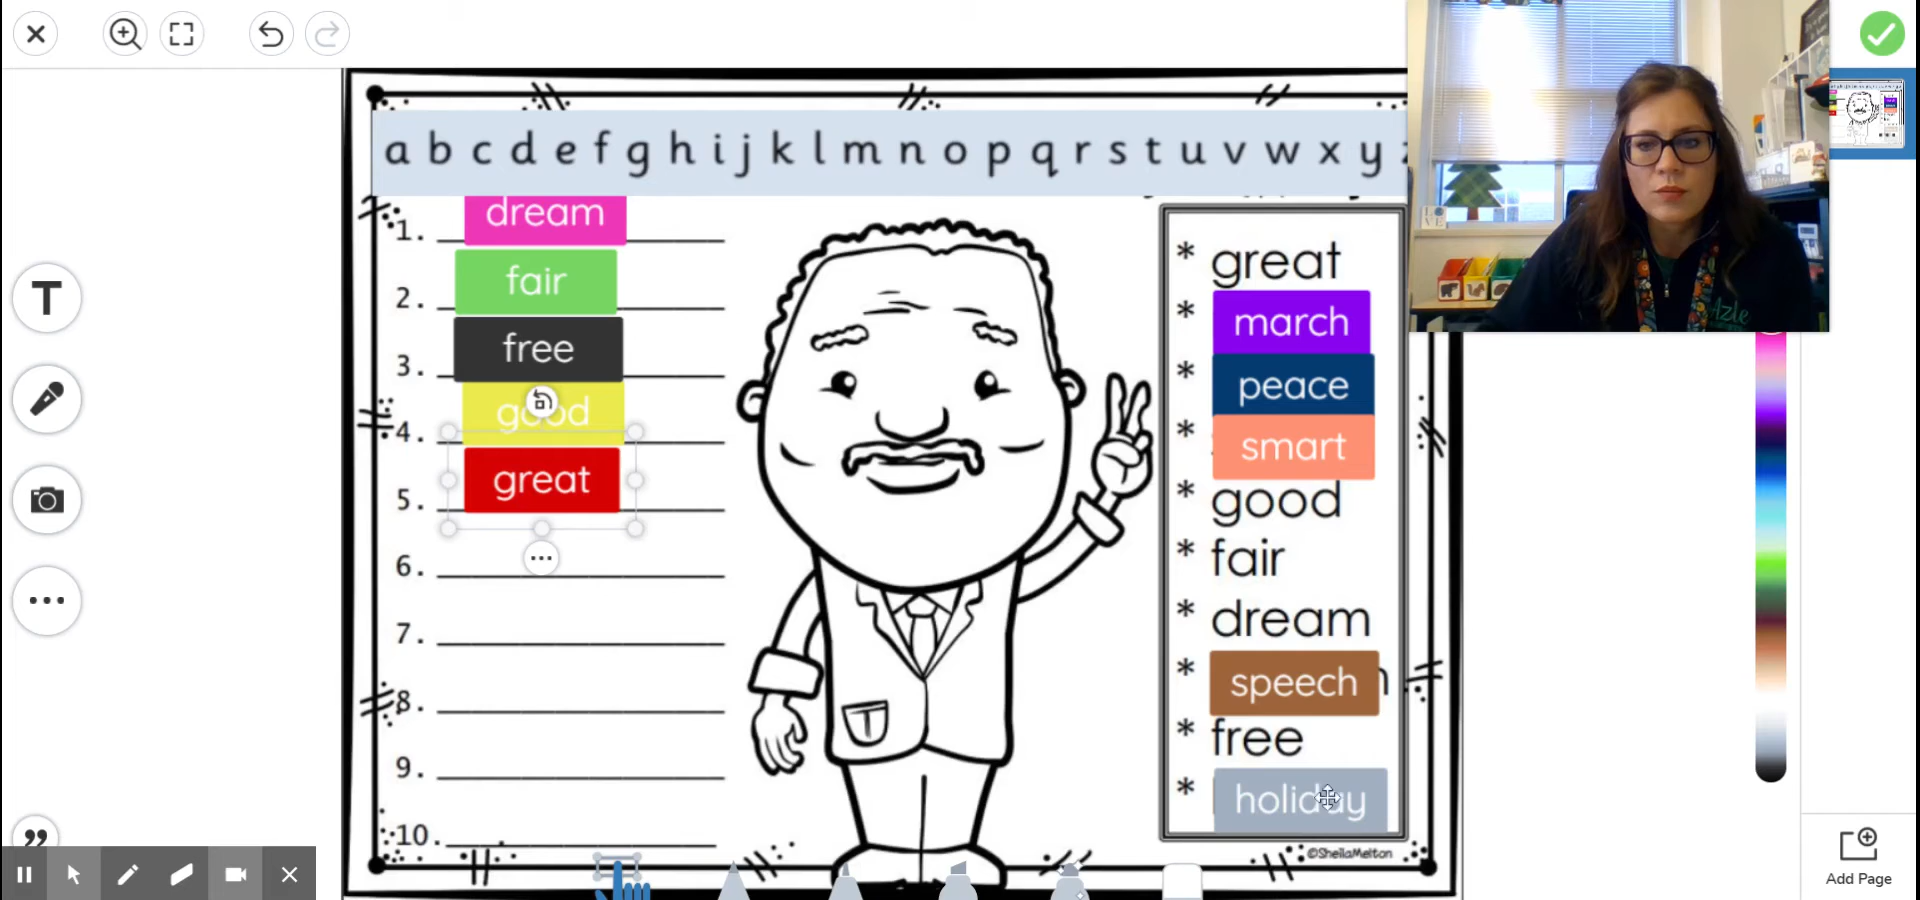 a b c d e f g h i j k l m n o p q r s t u v w x y
1. dream
2. fair
3. free
4. good
5. great
6.
7.
8.
9.
10.
* great
* march
* peace
* smart
* good
* fair
* dream
* speech
* free
* holiday
©SheilaMelton
T
Azle
Add Page